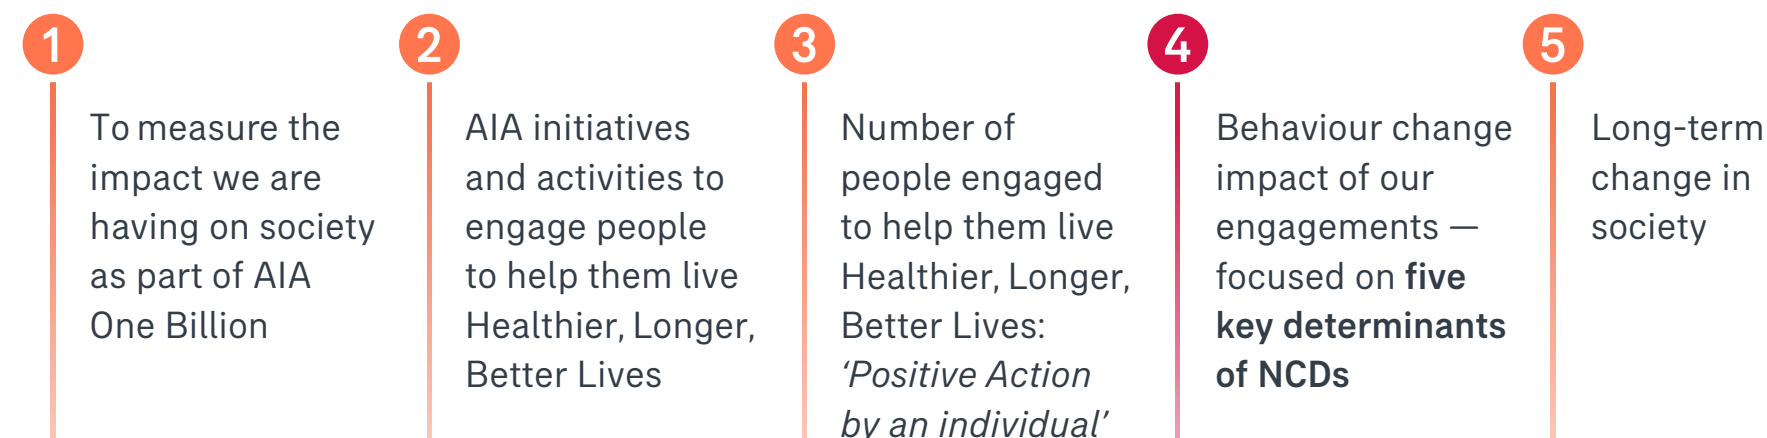 1
To measure the
impact we are
having on society
as part of AIA
One Billion
2
AIA initiatives
and activities to
engage people
to help them live
Healthier, Longer,
Better Lives
3
Number of
people engaged
to help them live
Healthier, Longer,
Better Lives:
‘Positive Action
by an individual’
4
Behaviour change
impact of our
engagements —
focused on five
key determinants
of NCDs
5
Long-term
change in
society